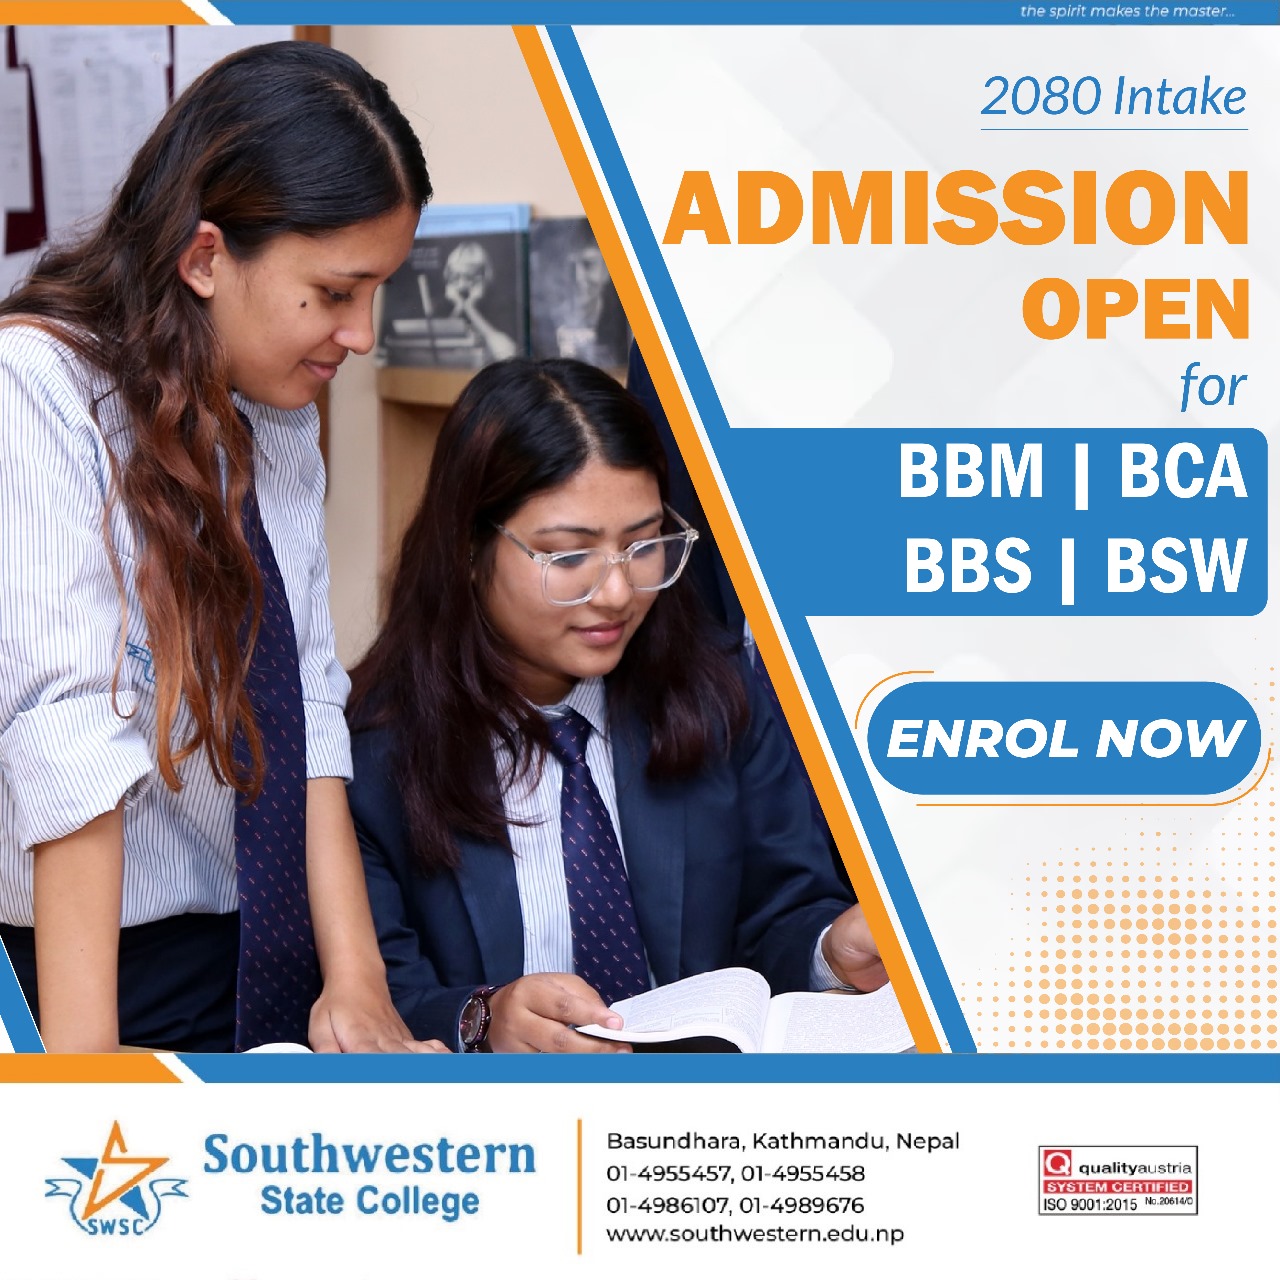 the spirit makes the master...
2080 Intake
ADMISSION
OPEN
for
BBM | BCA
BBS | BSW
ENROL NOW
SWSC
Southwestern
State College
Basundhara, Kathmandu, Nepal
01-4955457, 01-4955458
01-4986107, 01-4989676
www.southwestern.edu.np
Q qualityaustria
SYSTEM CERTIFIED
ISO 9001:2015 No.20614/0